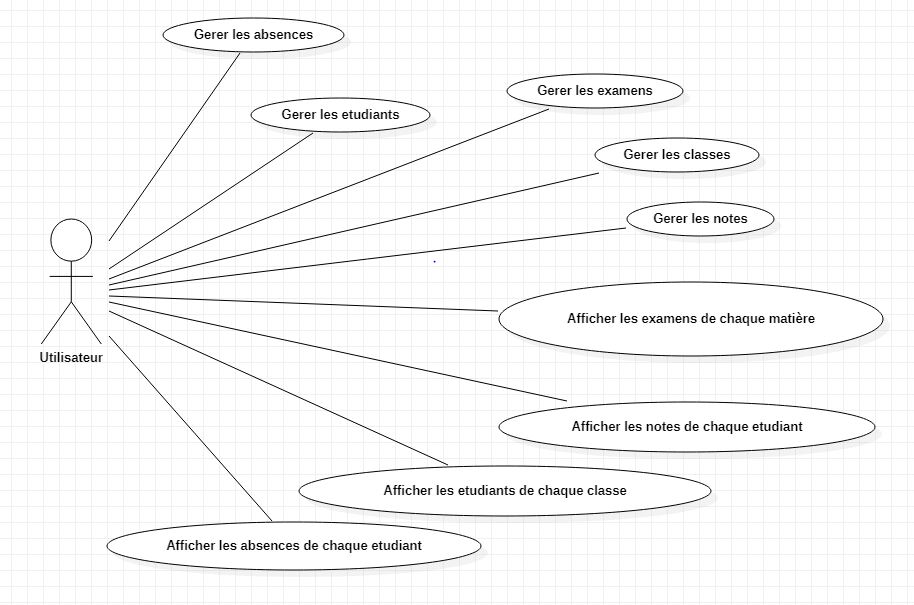 Gerer les absences
Gerer les examens
Gerer les etudiants
Gerer les classes
Gerer les notes
Afficher les examens de chaque matière
Utilisateur
Afficher les notes de chaque etudiant
Afficher les etudiants de chaque classe
Afficher les absences de chaque etudiant